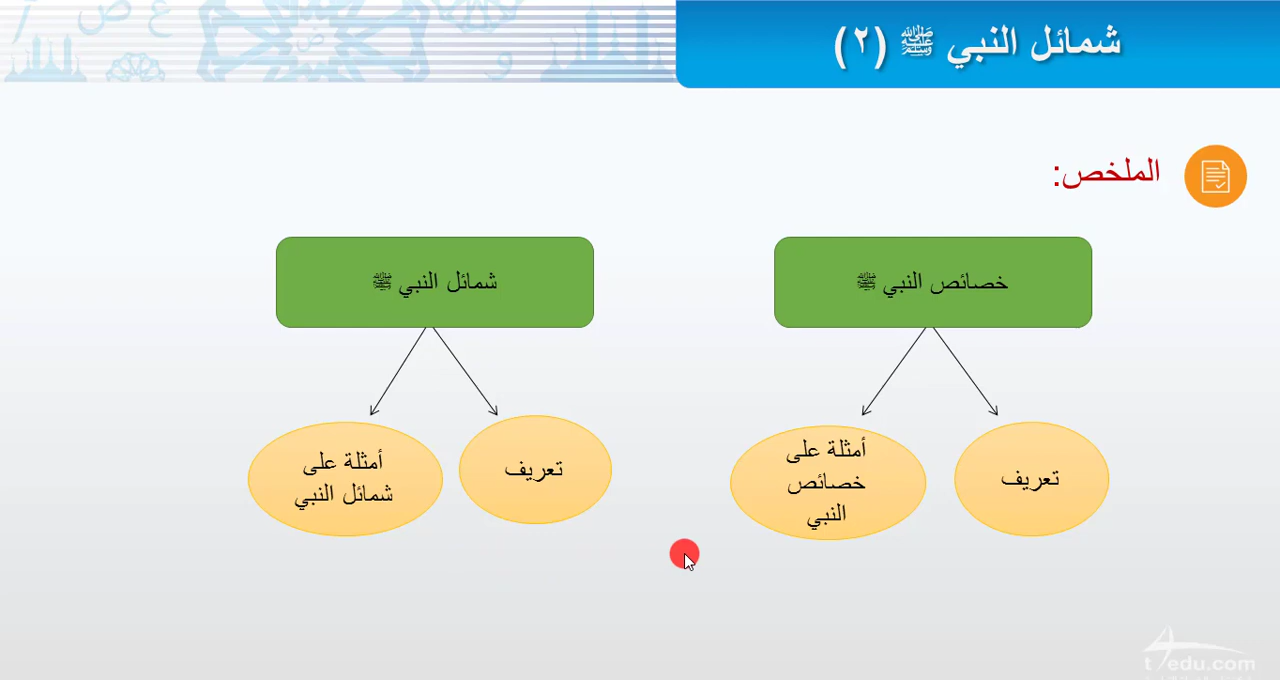 شمائل النبي ﷺ (٢)
الملخص:
خصائص النبي ﷺ
شمائل النبي ﷺ
تعريف
أمثلة على
خصائص
النبي
تعريف
أمثلة على
شمائل النبي
edu.com